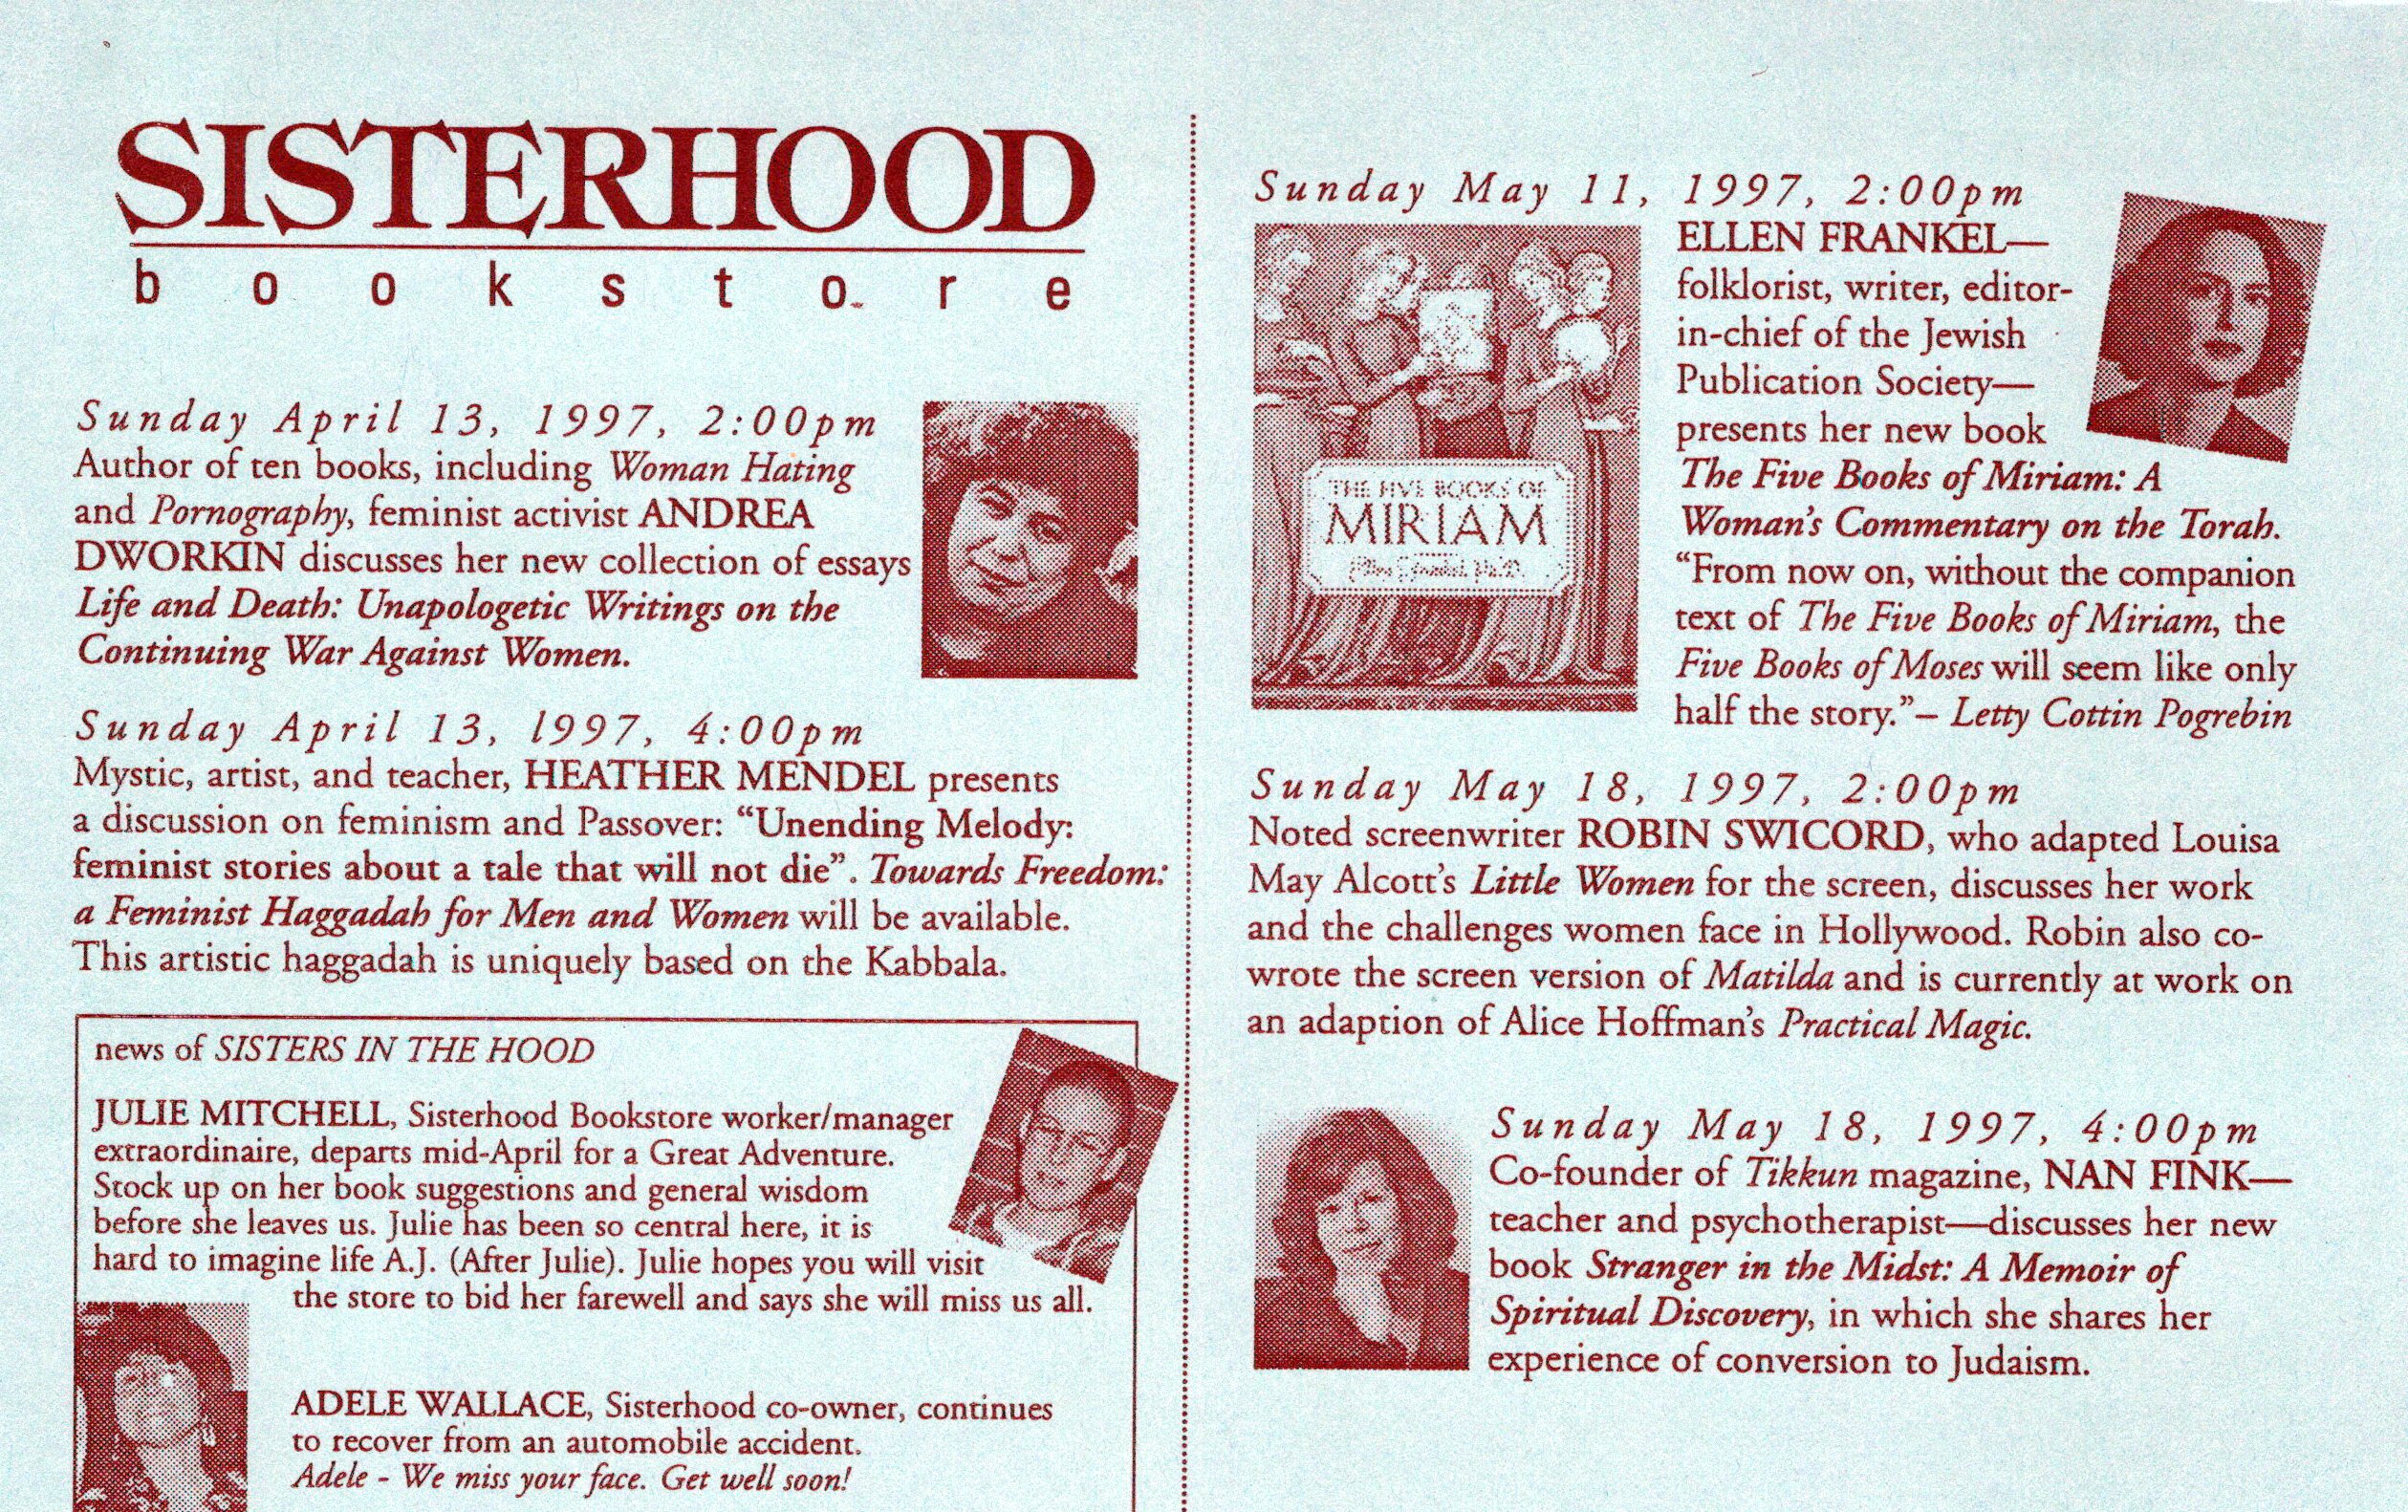 SISTERHOOD
bookstore
Sunday April 13, 1997, 2:00pm
Author of ten books, including Woman Hating
and Pornography, feminist activist ANDREA
DWORKIN discusses her new collection of essays
Life and Death: Unapologetic Writings on the
Continuing War Against Women.
Sunday April 13, l997, 4:00pm
Mystic, artist, and teacher, HEATHER MENDEL presents
a discussion on feminism and Passover: “Unending Melody:
feminist stories about a tale that will not die”. Towards Freedom:
a Feminist Haggadah for Men and Women will be available.
This artistic haggadah is uniquely based on the Kabbala.
news of SISTERS IN THE HOOD
JULIE MITCHELL, Sisterhood Bookstore worker/manager
extraordinaire, departs mid-April for a Great Adventure.
Stock up on her book suggestions and general wisdom
before she leaves us. Julie has been so central here, it is
hard to imagine life A.J. (After Julie). Julie hopes you will visit
the store to bid her farewell and says she will miss us all.
ADELE WALLACE, Sisterhood co-owner, continues
to recover from an automobile accident.
Adele - We miss your face. Get well soon!
Sunday May 11, 1997, 2:00pm
ELLEN FRANKEL—
folklorist, writer, editor-
in-chief of the Jewish
Publication Society—
presents her new book
The Five Books of Miriam: A
Woman’s Commentary on the Torah.
“From now on, without the companion
text of The Five Books of Miriam, the
Five Books of Moses will seem like only
half the story.”– Letty Cottin Pogrebin
THE FIVE BOOKS OF
MIRIAM
Ellen Frankel, Ph.D.
Sunday May 18, 1997, 2:00pm
Noted screenwriter ROBIN SWICORD, who adapted Louisa
May Alcott’s Little Women for the screen, discusses her work
and the challenges women face in Hollywood. Robin also co-
wrote the screen version of Matilda and is currently at work on
an adaption of Alice Hoffman’s Practical Magic.
Sunday May 18, 1997, 4:00pm
Co-founder of Tikkun magazine, NAN FINK—
teacher and psychotherapist—discusses her new
book Stranger in the Midst: A Memoir of
Spiritual Discovery, in which she shares her
experience of conversion to Judaism.